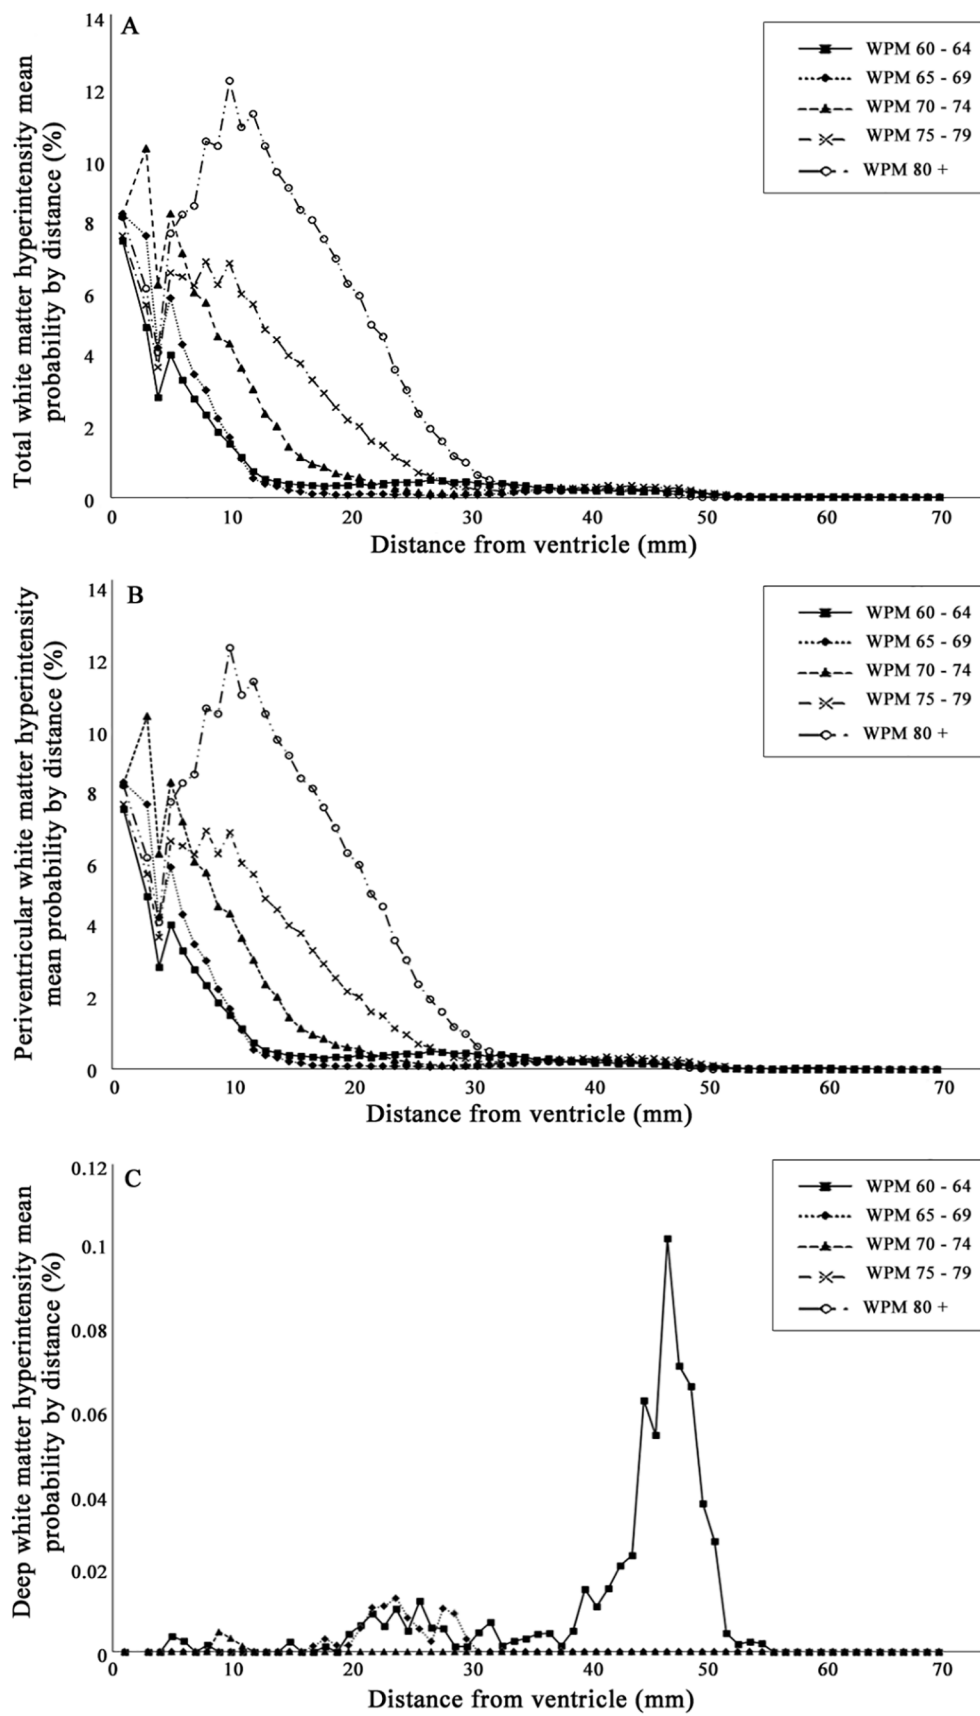 A
Total white matter hyperintensity mean
probability by distance (%)
14
12
10
8
6
4
2
0
0 10 20 30 40 50 60 70
Distance from ventricle (mm)
WPM 60 - 64
WPM 65 - 69
WPM 70 - 74
WPM 75 - 79
WPM 80 +
B
Periventricular white matter hyperintensity
mean probability by distance (%)
14
12
10
8
6
4
2
0
0 10 20 30 40 50 60 70
Distance from ventricle (mm)
WPM 60 - 64
WPM 65 - 69
WPM 70 - 74
WPM 75 - 79
WPM 80 +
C
Deep white matter hyperintensity mean
probability by distance (%)
0.12
0.1
0.08
0.06
0.04
0.02
0
0 10 20 30 40 50 60 70
Distance from ventricle (mm)
WPM 60 - 64
WPM 65 - 69
WPM 70 - 74
WPM 75 - 79
WPM 80 +